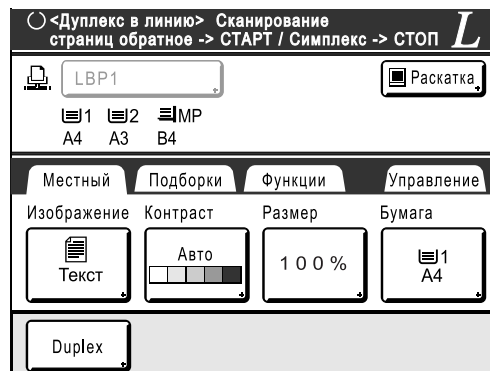 <Дуплекс в линию> Сканирование
страниц обратное -> СТАРТ / Симплекс -> СТОП
L
LBP1
Раскатка
1 2 MP
A4 A3 B4
Местный Подборки Функции Управление
Изображение Контраст Размер Бумага
Текст
Авто
100%
1
A4
Duplex